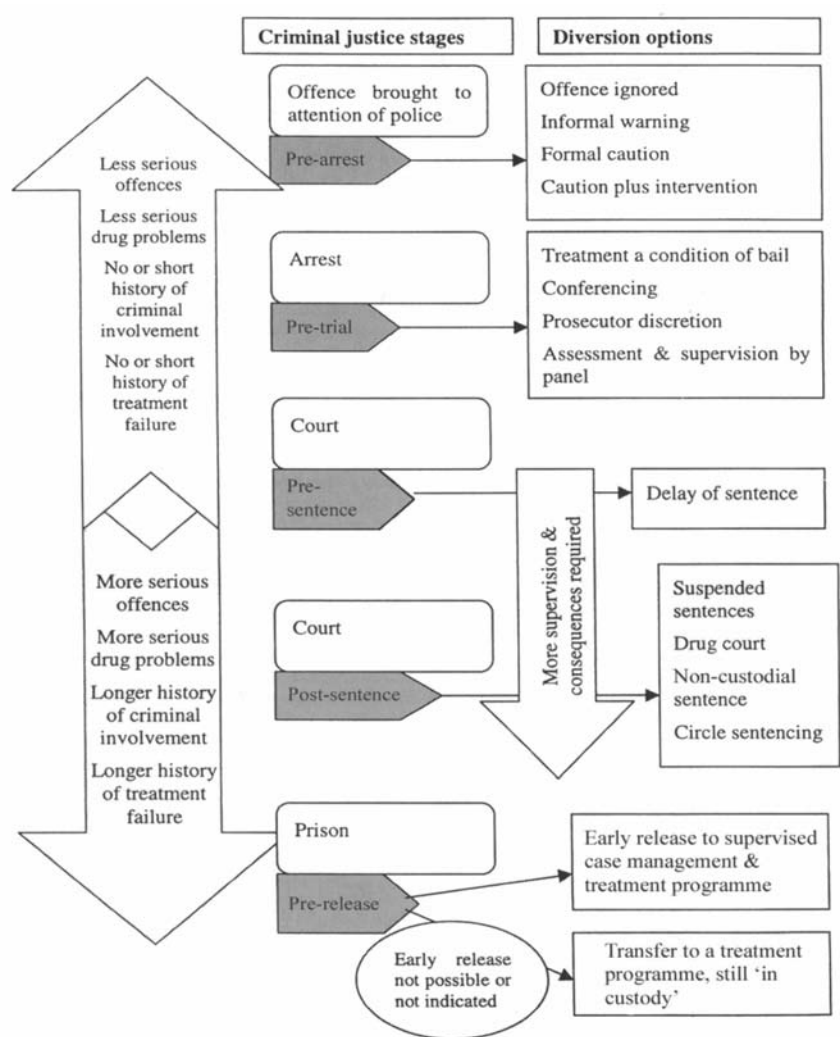 Criminal justice stages
Diversion options
Offence brought to
attention of police
Pre-arrest
Offence ignored
Informal warning
Formal caution
Caution plus intervention
Less serious
offences
Less serious
drug problems
No or short
history of
criminal
involvement
No or short
history of
treatment
failure
Arrest
Pre-trial
Treatment a condition of bail
Conferencing
Prosecutor discretion
Assessment & supervision by
panel
Court
Pre-
sentence
More supervision &
consequences required
Delay of sentence
More serious
offences
More serious
drug problems
Longer history
of criminal
involvement
Longer history
of treatment
failure
Court
Post-sentence
Suspended
sentences
Drug court
Non-custodial
sentence
Circle sentencing
Prison
Pre-release
Early release to supervised
case management &
treatment programme
Early release
not possible or
not indicated
Transfer to a treatment
programme, still ‘in
custody’